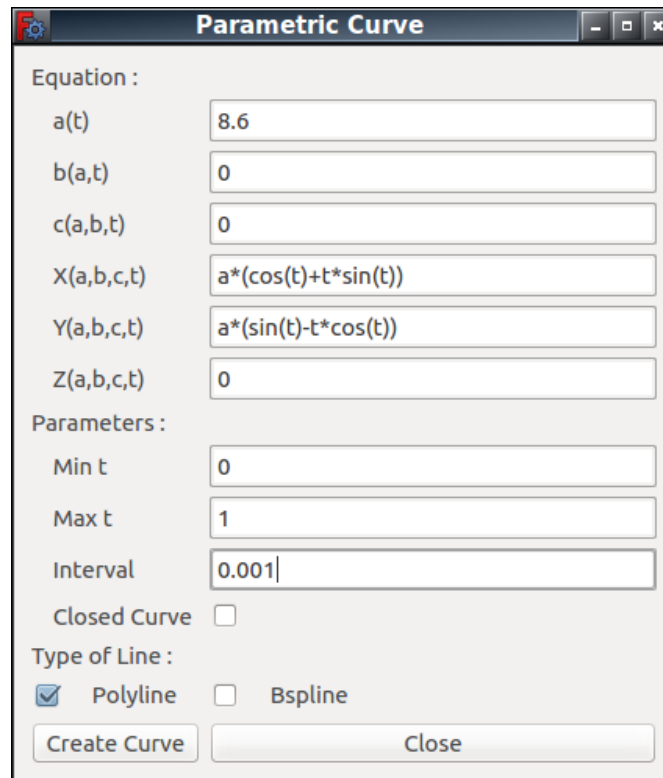 Parametric Curve
Equation :
a(t) 8.6
b(a,t) 0
c(a,b,t) 0
X(a,b,c,t) a*(cos(t)+t*sin(t))
Y(a,b,c,t) a*(sin(t)-t*cos(t))
Z(a,b,c,t) 0
Parameters :
Min t 0
Max t 1
Interval 0.001
Closed Curve
Type of Line :
Polyline Bspline
Create Curve Close